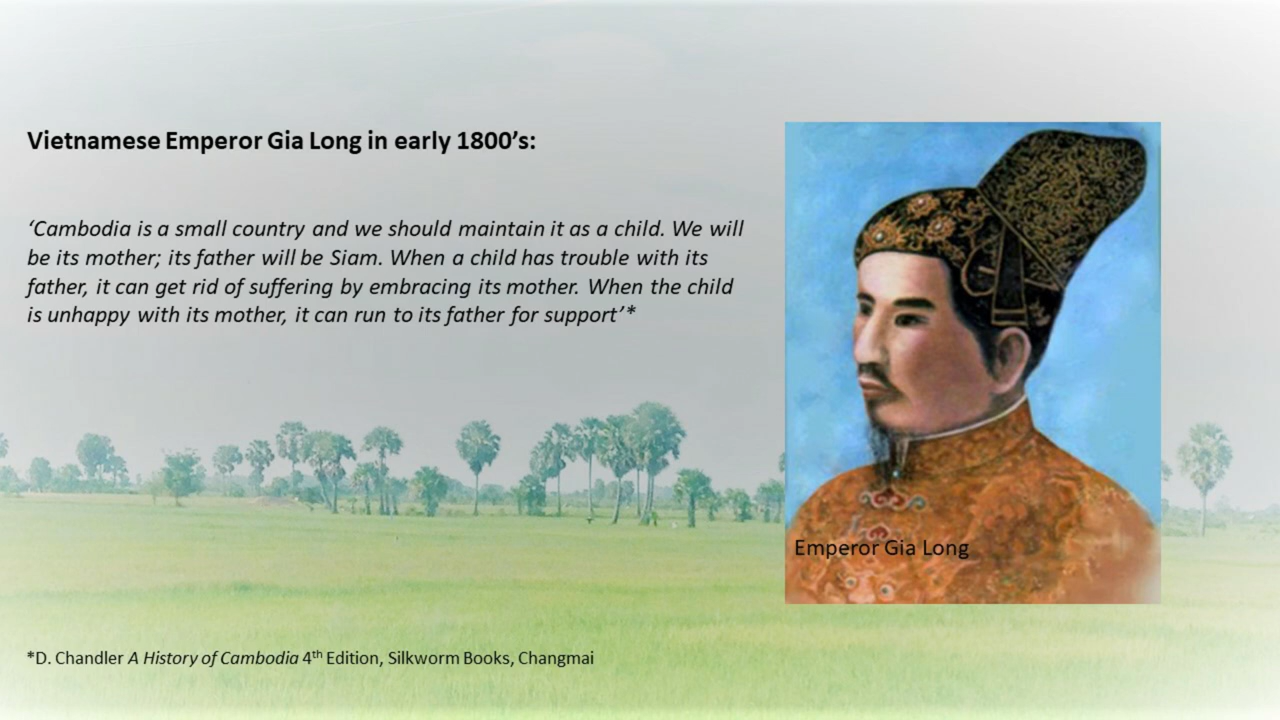 Vietnamese Emperor Gia Long in early 1800’s:
‘Cambodia is a small country and we should maintain it as a child. We will
be its mother; its father will be Siam. When a child has trouble with its
father, it can get rid of suffering by embracing its mother. When the child
is unhappy with its mother, it can run to its father for support’*
Emperor Gia Long
*D. Chandler A History of Cambodia 4th Edition, Silkworm Books, Changmai